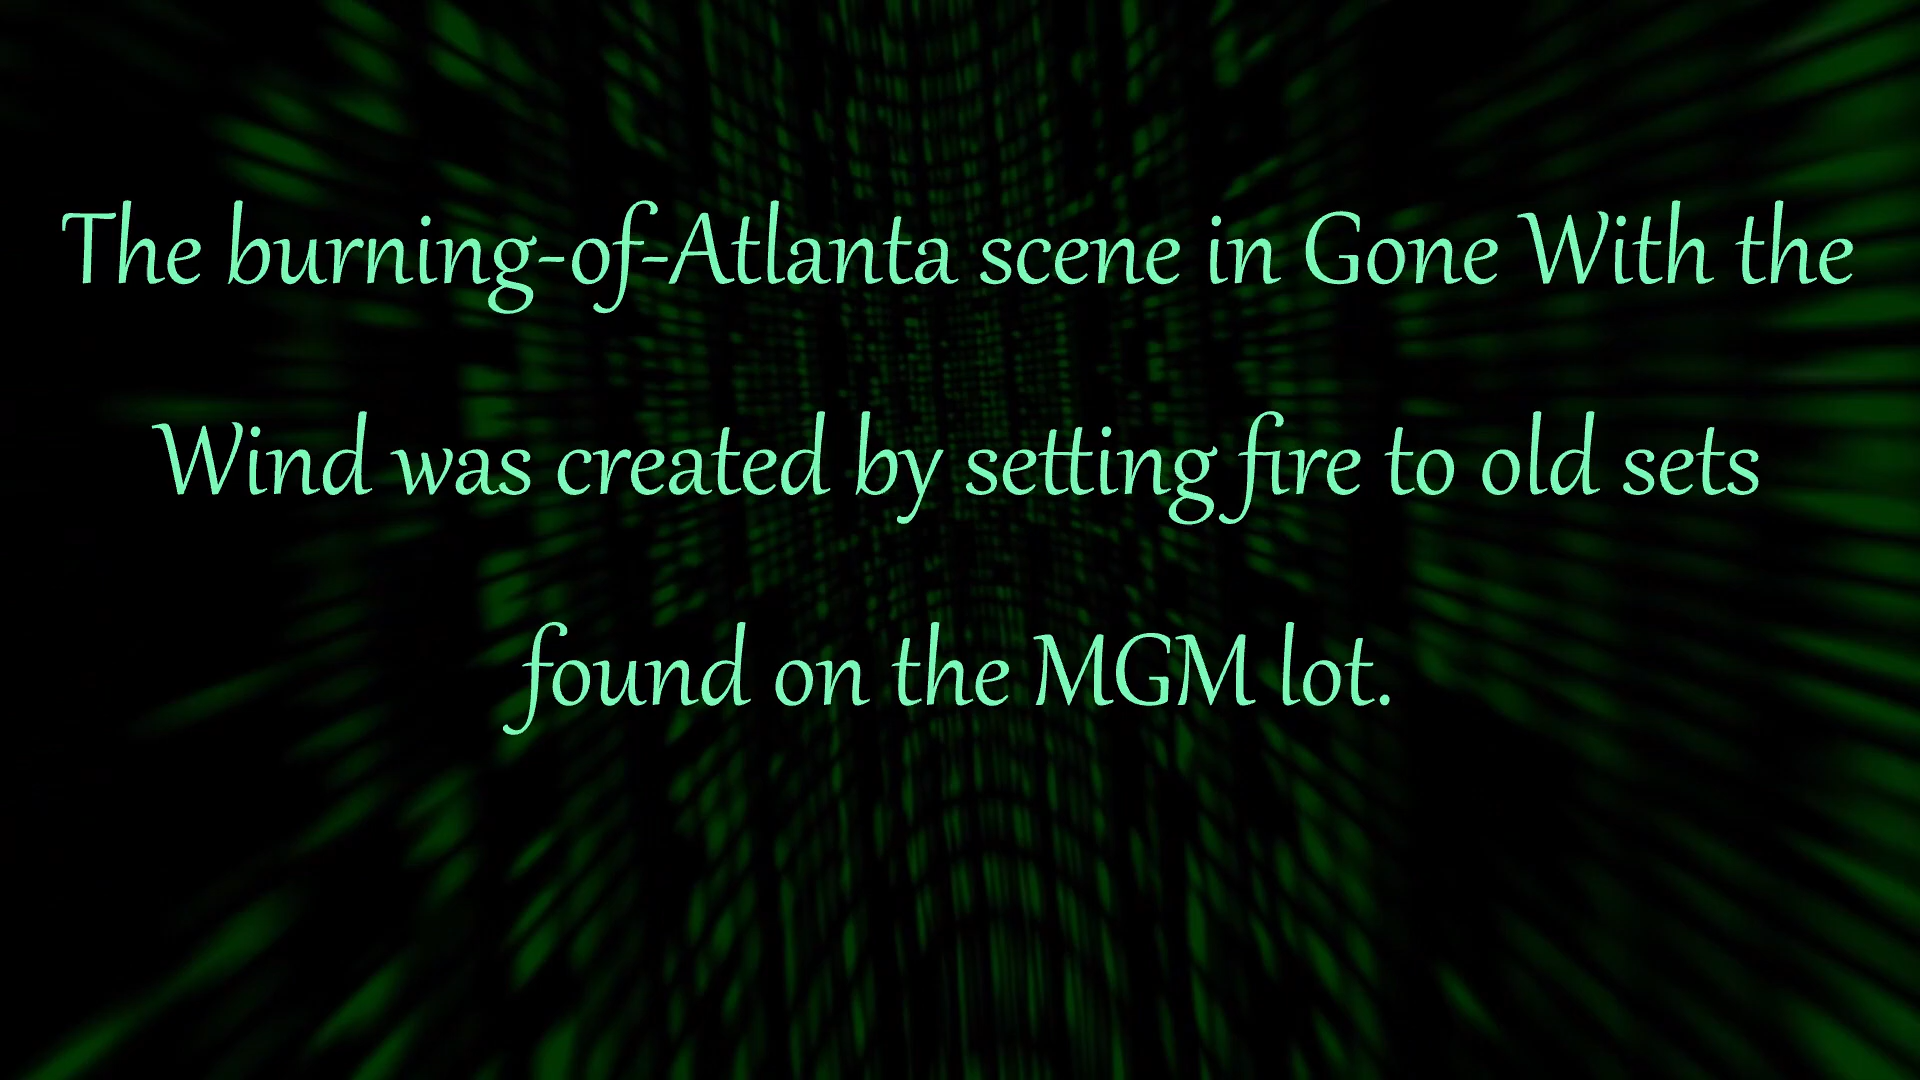 The burning-of-Atlanta scene in Gone With the
Wind was created by setting fire to old sets
found on the MGM lot.